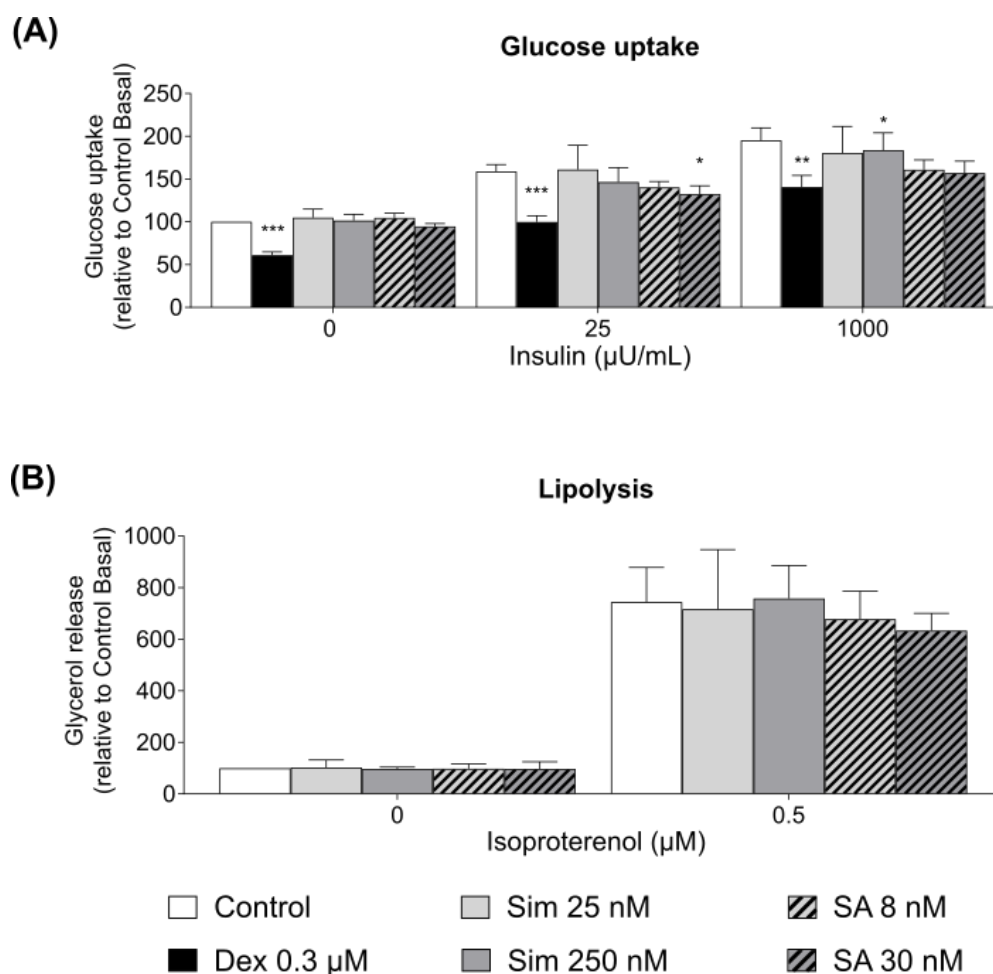 (A)
Glucose uptake
Glucose uptake
(relative to Control Basal)
250
200
150
100
50
0
***
***
*
**
*
0
25
1000
Insulin (µU/mL)
(B)
Lipolysis
Glycerol release
(relative to Control Basal)
1000
800
600
400
200
0
0
0.5
Isoproterenol (µM)
Control
Sim 25 nM
SA 8 nM
Dex 0.3 µM
Sim 250 nM
SA 30 nM